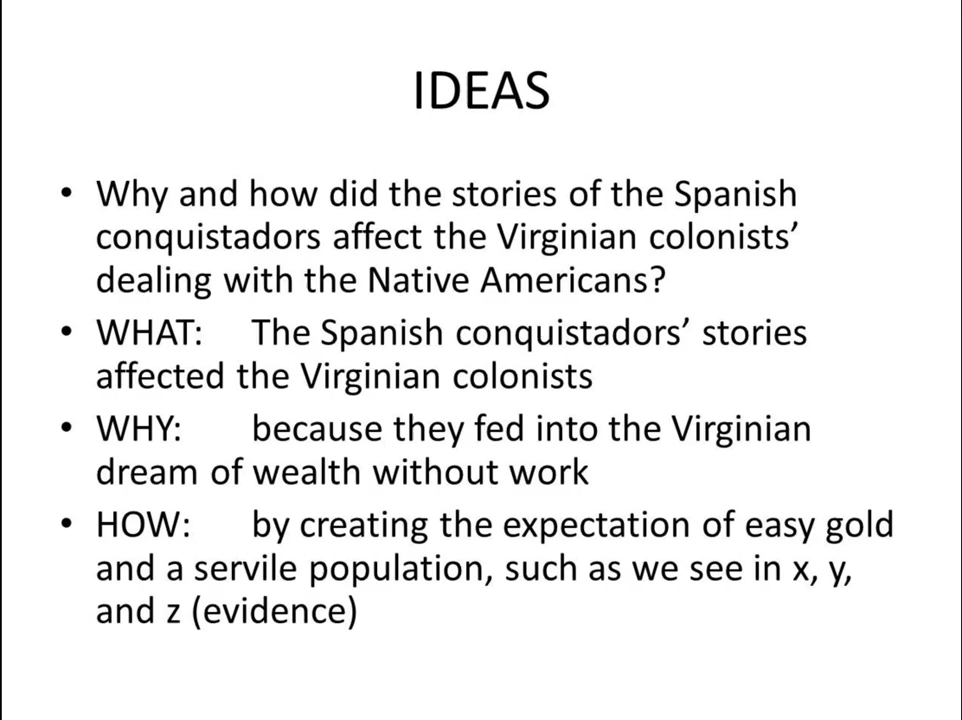 IDEAS
• Why and how did the stories of the Spanish
conquistadors affect the Virginian colonists’
dealing with the Native Americans?
• WHAT: The Spanish conquistadors’ stories
affected the Virginian colonists
• WHY: because they fed into the Virginian
dream of wealth without work
• HOW: by creating the expectation of easy gold
and a servile population, such as we see in x, y,
and z (evidence)